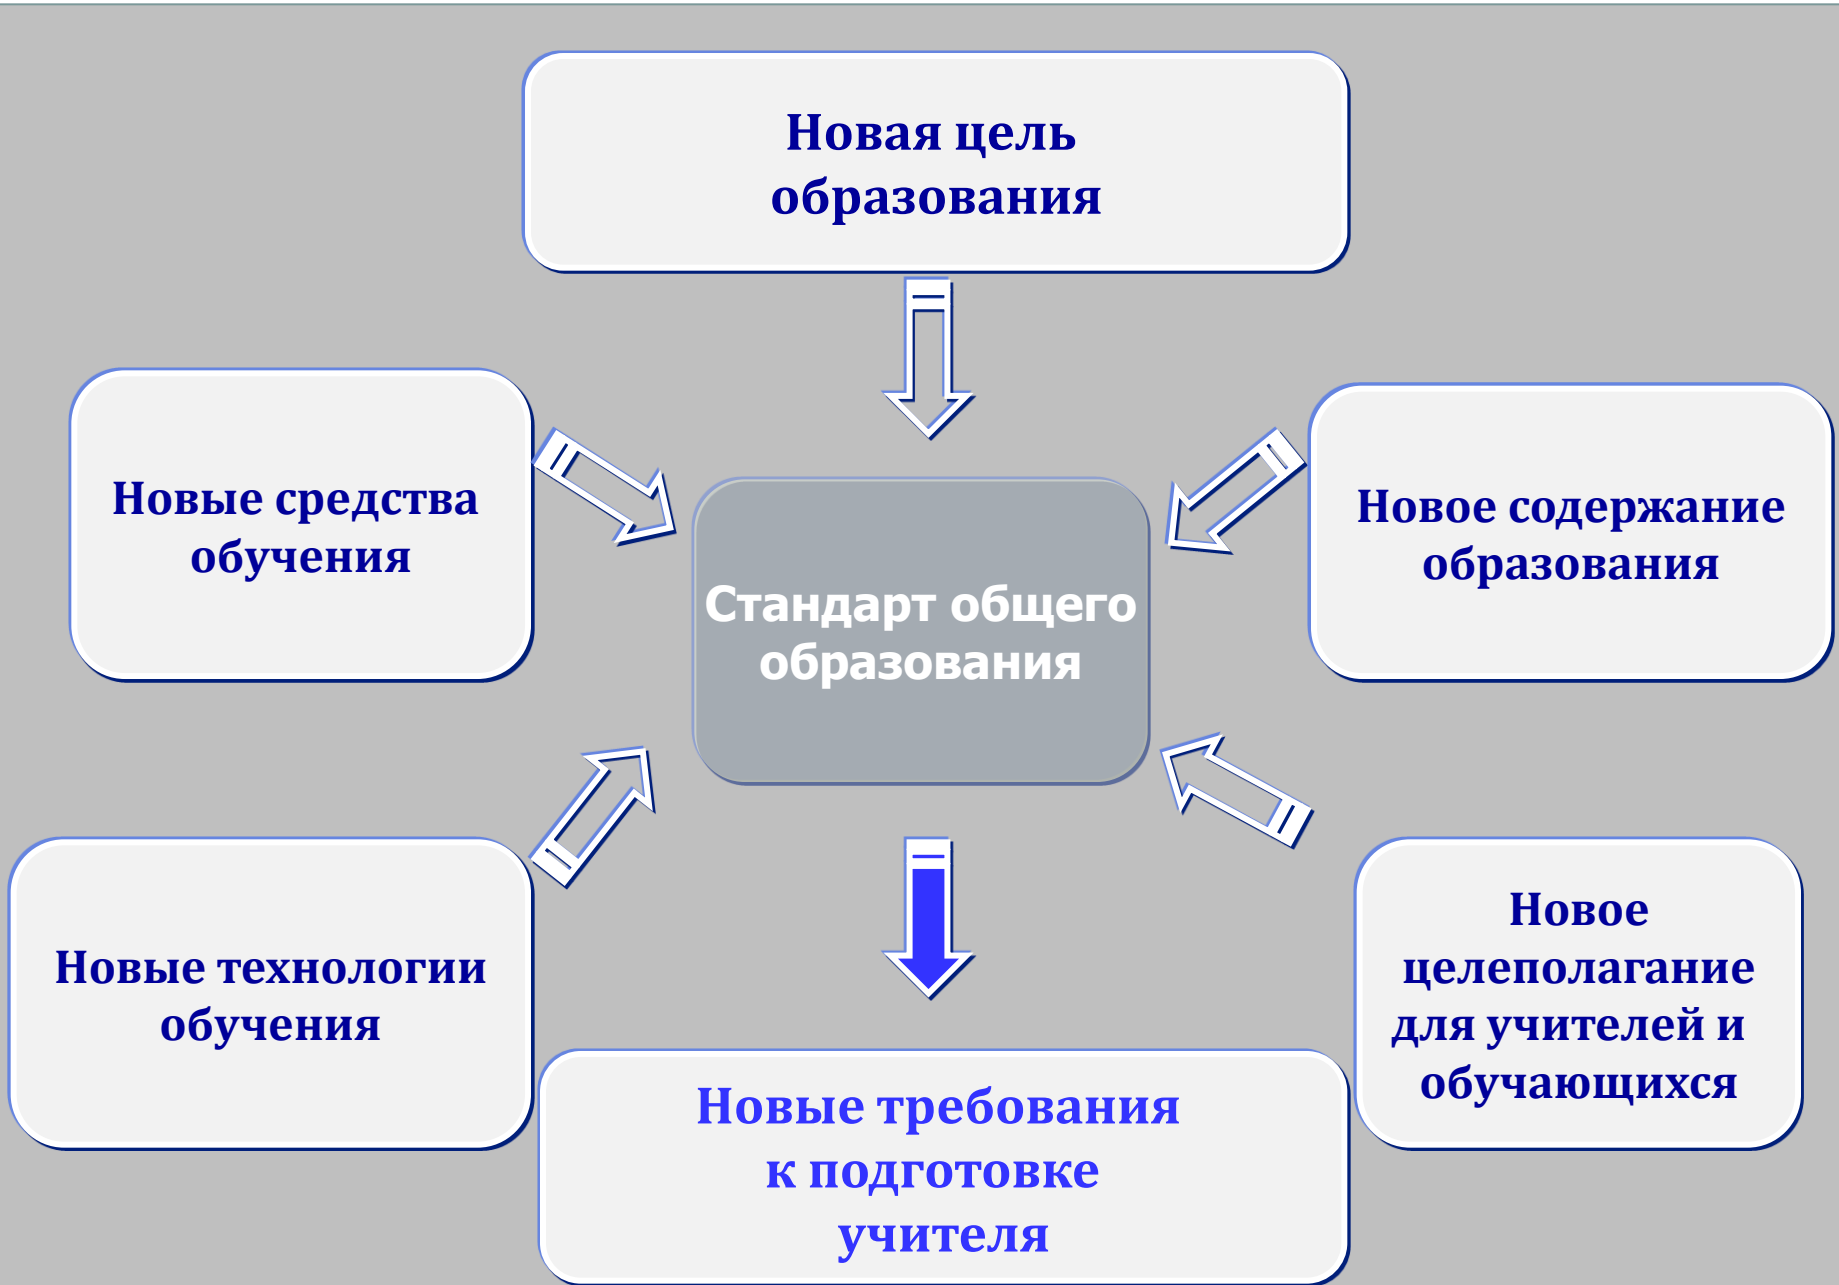 Новая цель
образования
Новые средства
обучения
Новое содержание
образования
Стандарт общего
образования
Новые технологии
обучения
Новое
целеполагание
для учителей и
обучающихся
Новые требования
к подготовке
учителя